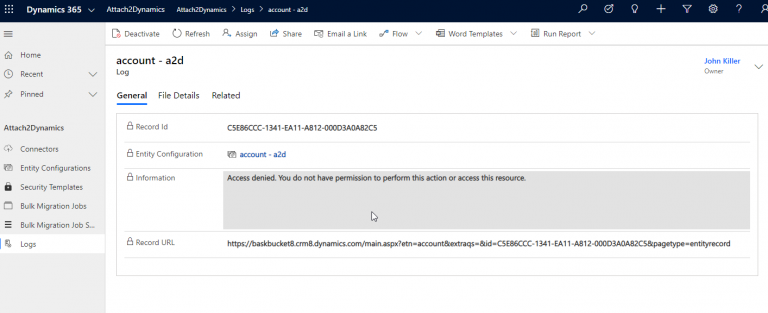 Dynamics 365 Attach2Dynamics Attach2Dynamics > Logs > account - a2d
Deactivate Refresh Assign Share Email a Link Flow Word Templates Run Report
Home
Recent
Pinned
Attach2Dynamics
Connectors
Entity Configurations
Security Templates
Bulk Migration Jobs
Bulk Migration Job S...
Logs
account - a2d
Log
John Killer
Owner
General File Details Related
Record Id C5E86CCC-1341-EA11-A812-000D3A0A82C5
Entity Configuration account - a2d
Information Access denied. You do not have permission to perform this action or access this resource.
Record URL https://baskbucket8.crm8.dynamics.com/main.aspx?etn=account&extraqs=&id=C5E86CCC-1341-EA11-A812-000D3A0A82C5&pagetype=entityrecord